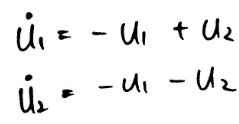 u̇₁ = - u₁ + u₂
u̇₂ = - u₁ - u₂